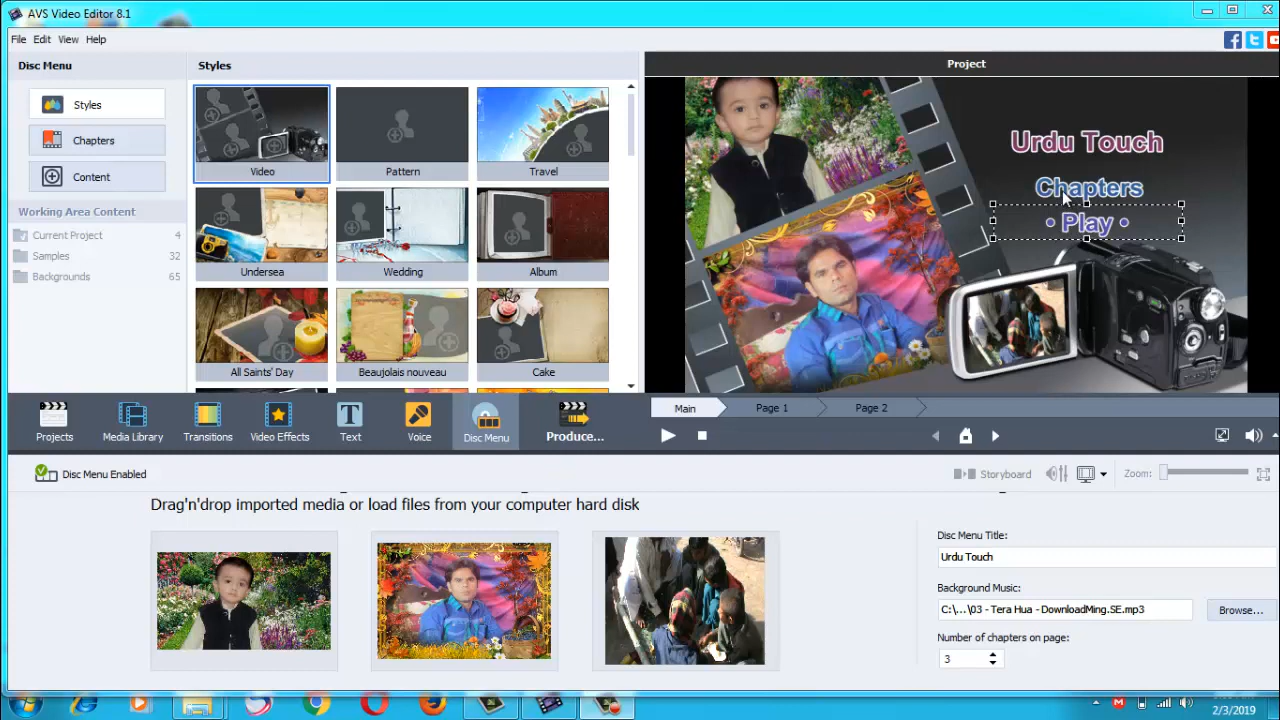 AVS Video Editor 8.1
File Edit View Help
Disc Menu
Styles
Chapters
Content
Working Area Content
Current Project 4
Samples 32
Backgrounds 65
Styles
Video Pattern Travel
Undersea Wedding Album
All Saints' Day Beaujolais nouveau Cake
Project
Urdu Touch
Chapters
• Play •
Main Page 1 Page 2
Projects Media Library Transitions Video Effects Text Voice Disc Menu Produce...
Disc Menu Enabled
Storyboard Zoom:
Drag'n'drop imported media or load files from your computer hard disk
Disc Menu Title:
Urdu Touch
Background Music:
C:\...\03 - Tera Hua - DownloadMing.SE.mp3 Browse...
Number of chapters on page:
3
2/3/2019